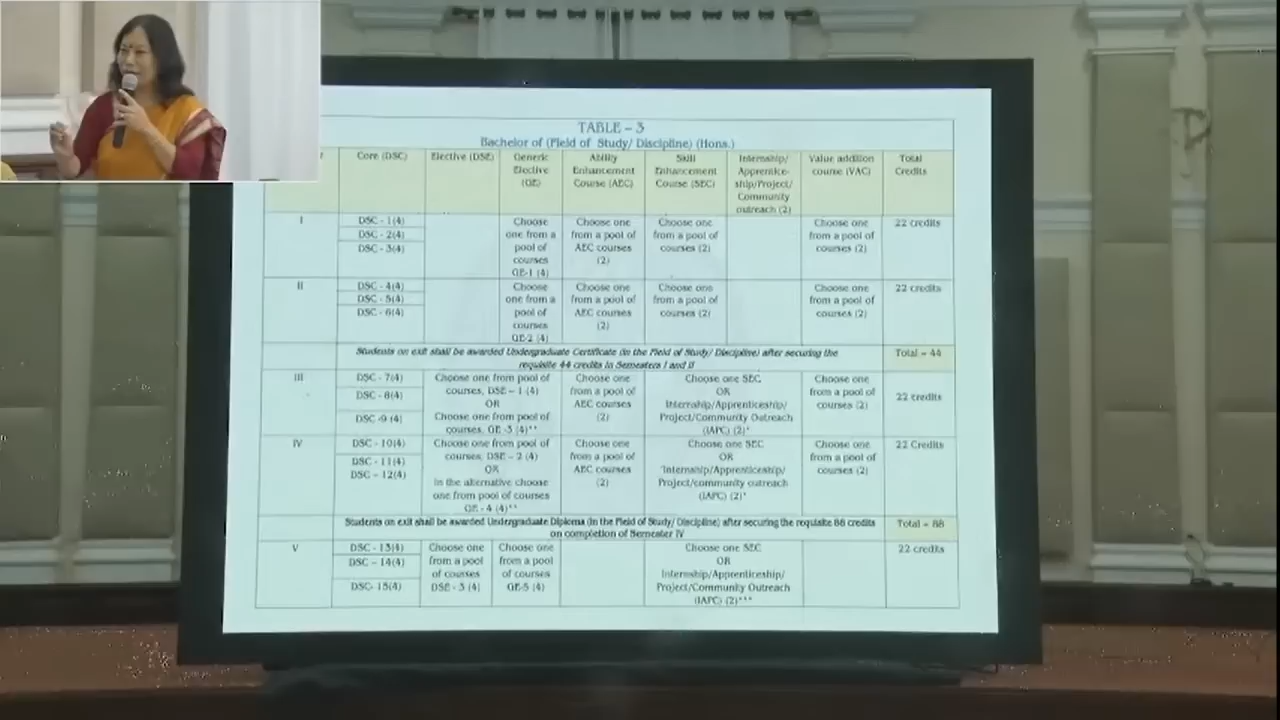 TABLE – 3
Bachelor of (Field of Study/ Discipline) (Hons.)
Core (DSC)
Elective (DSE)
Generic
Elective
(GE)
Ability
Enhancement
Course (AEC)
Skill
Enhancement
Course (SEC)
Internship/
Apprentice-
ship/Project/
Community
outreach (2)
Value addition
course (VAC)
Total
Credits
I
DSC - 1(4)
DSC - 2(4)
DSC - 3(4)
Choose
one from a
pool of
courses
GE-1 (4)
Choose one
from a pool of
AEC courses
(2)
Choose one
from a pool of
courses (2)
Choose one
from a pool of
courses (2)
22 credits
II
DSC - 4(4)
DSC - 5(4)
DSC - 6(4)
Choose
one from a
pool of
courses
GE-2 (4)
Choose one
from a pool of
AEC courses
(2)
Choose one
from a pool of
courses (2)
Choose one
from a pool of
courses (2)
22 credits
Students on exit shall be awarded Undergraduate Certificate (in the Field of Study/ Discipline) after securing the
requisite 44 credits in Semesters I and II
Total = 44
III
DSC - 7(4)
DSC - 8(4)
DSC -9 (4)
Choose one from pool of
courses, DSE – 1 (4)
OR
Choose one from pool of
courses, GE -3 (4)**
Choose one
from a pool of
AEC courses
(2)
Choose one SEC
OR
Internship/Apprenticeship/
Project/Community Outreach
(IAPC) (2)*
Choose one
from a pool of
courses (2)
22 credits
IV
DSC - 10(4)
DSC - 11(4)
DSC – 12(4)
Choose one from pool of
courses, DSE – 2 (4)
OR
in the alternative choose
one from pool of courses
GE - 4 (4)**
Choose one
from a pool of
AEC courses
(2)
Choose one SEC
OR
Internship/Apprenticeship/
Project/community outreach
(IAPC) (2)*
Choose one
from a pool of
courses (2)
22 Credits
Students on exit shall be awarded Undergraduate Diploma (in the Field of Study/ Discipline) after securing the requisite 88 credits
on completion of Semester IV
Total = 88
V
DSC - 13(4)
DSC – 14(4)
DSC- 15(4)
Choose one
from a pool
of courses
DSE - 3 (4)
Choose one
from a pool
of courses
GE-5 (4)
Choose one SEC
OR
Internship/Apprenticeship/
Project/Community Outreach
(IAPC) (2)***
22 credits